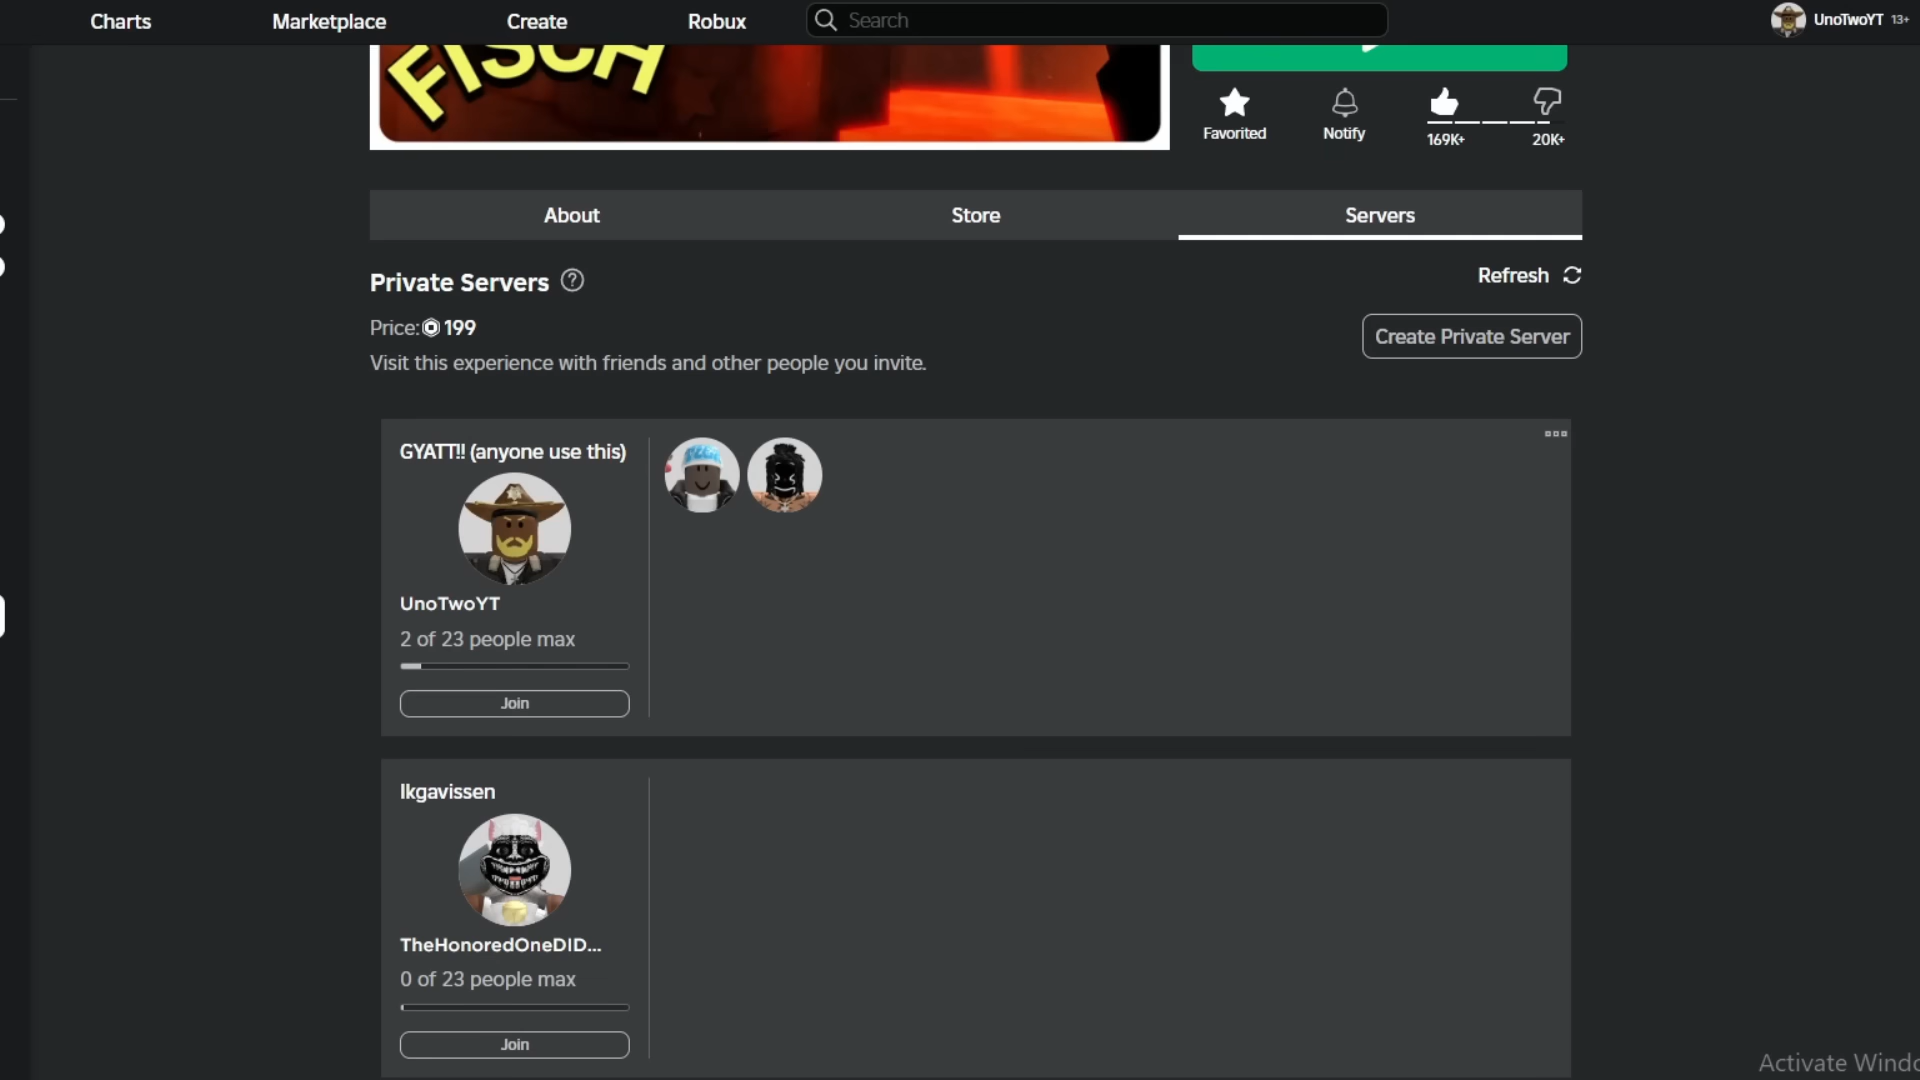 Charts
Marketplace
Create
Robux
Search
UnoTwoYT 13+
FISCH
Favorited
Notify
169K+
20K+
About
Store
Servers
Private Servers ?
Refresh
Price: 199
Create Private Server
Visit this experience with friends and other people you invite.
GYATT!! (anyone use this)
UnoTwoYT
2 of 23 people max
Join
Ikgavissen
TheHonoredOneDID...
0 of 23 people max
Join
Activate Windo